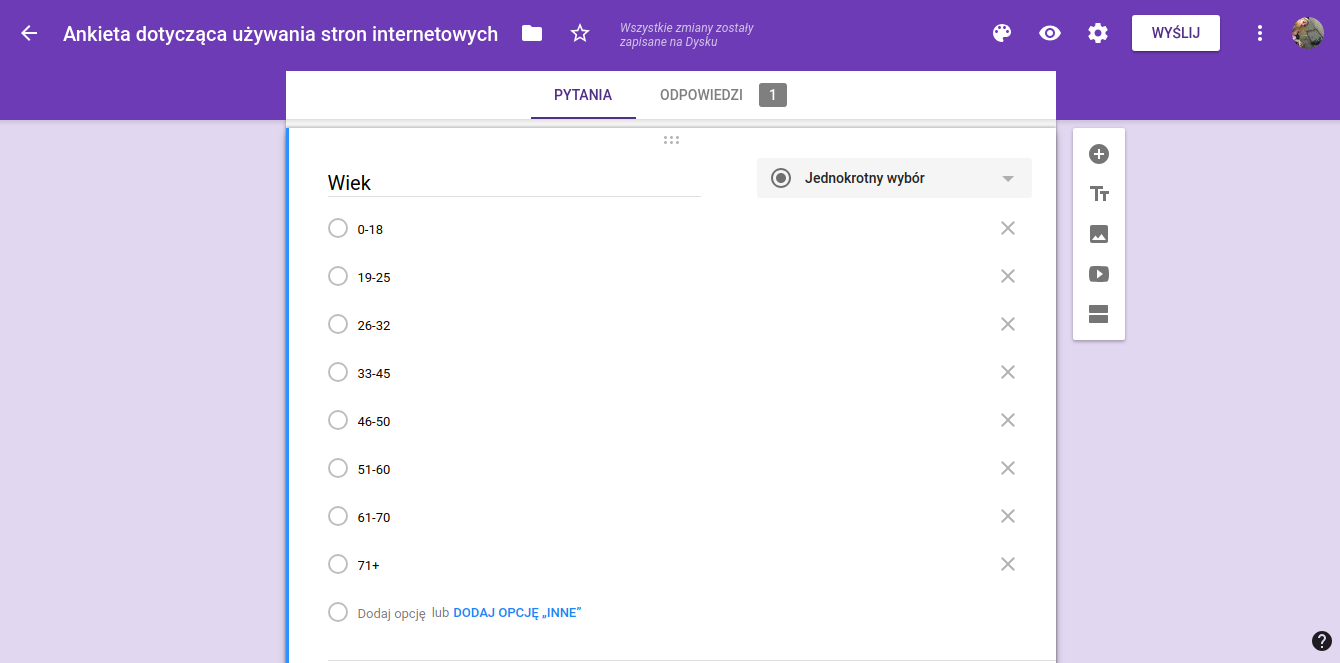 Ankieta dotycząca używania stron internetowych
Wszystkie zmiany zostały
zapisane na Dysku
WYŚLIJ
PYTANIA
ODPOWIEDZI 1
Wiek
Jednokrotny wybór
0-18
19-25
26-32
33-45
46-50
51-60
61-70
71+
Dodaj opcję lub DODAJ OPCJĘ „INNE”